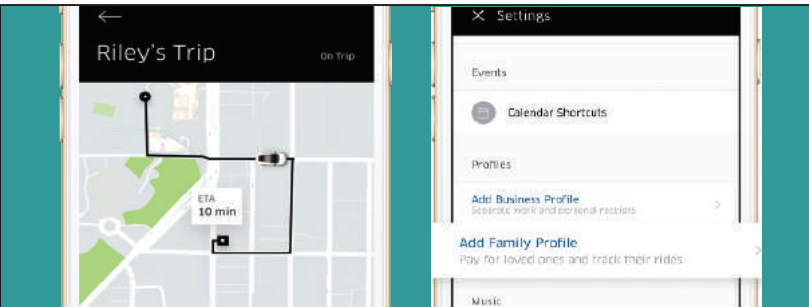 Riley's Trip
On Trip
ETA
10 min
Settings
Events
Calendar Shortcuts
Profiles
Add Business Profile
Separate work and personal receipts
Add Family Profile
Pay for loved ones and track their rides
Music